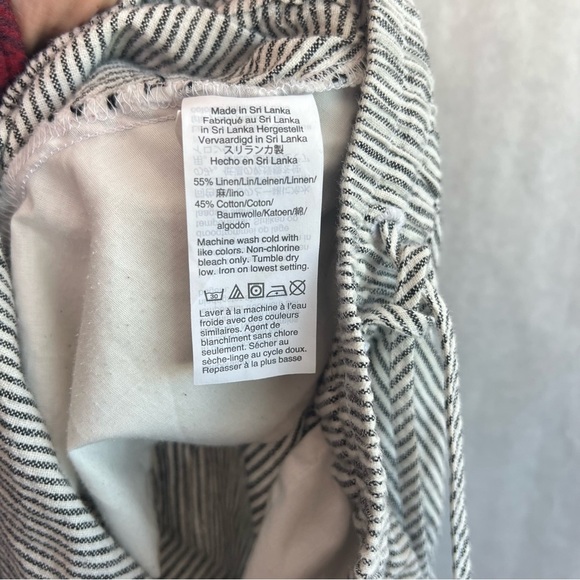 Made in Sri Lanka
Fabriqué au Sri Lanka
in Sri Lanka Hergestellt
Vervaardigd in Sri Lanka
スリランカ製
Hecho en Sri Lanka
55% Linen/Lin/Leinen/Linnen/
麻/lino
45% Cotton/Coton/
Baumwolle/Katoen/綿/
algodón
Machine wash cold with
like colors. Non-chlorine
bleach only. Tumble dry
low. Iron on lowest setting.
30
Laver à la machine à l'eau
froide avec des couleurs
similaires. Agent de
blanchiment sans chlore
seulement. Sécher au
sèche-linge au cycle doux.
Repasser à la plus basse